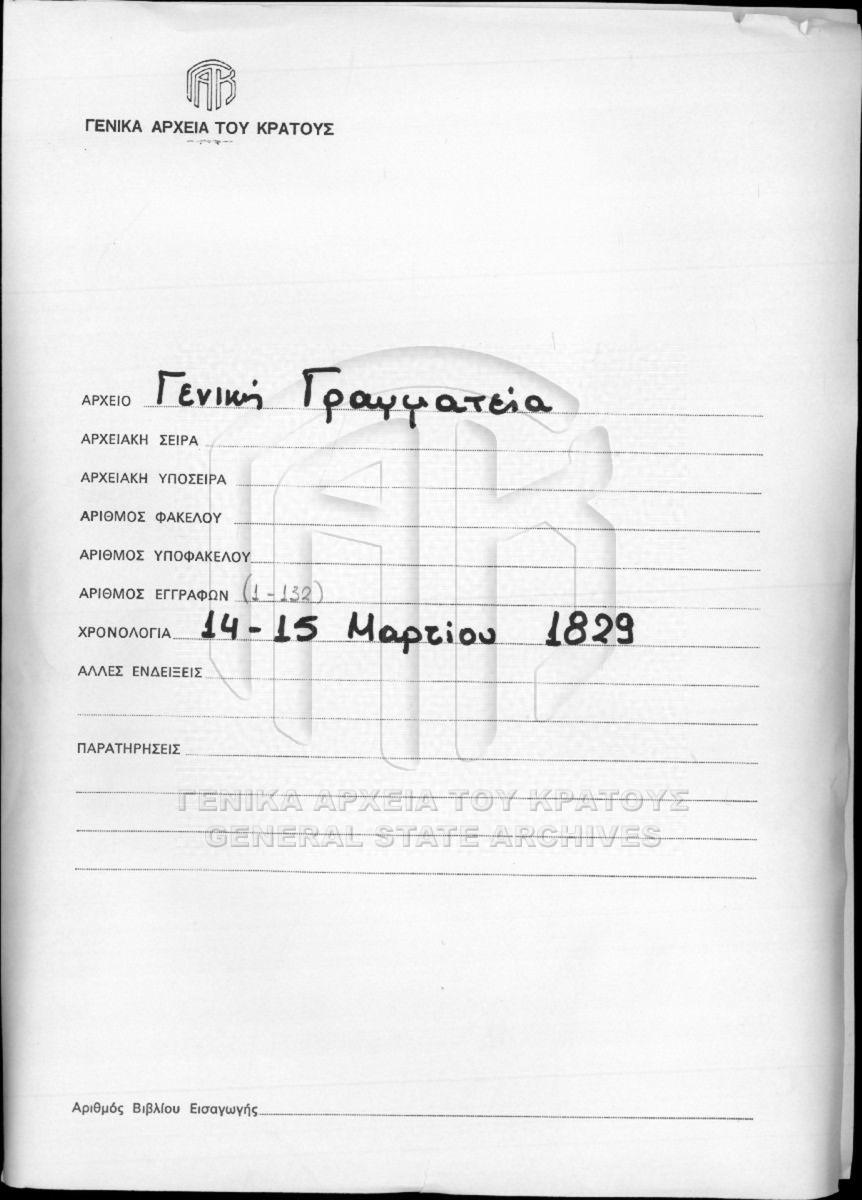 ΓΑΚ
ΓΕΝΙΚΑ ΑΡΧΕΙΑ ΤΟΥ ΚΡΑΤΟΥΣ
ΑΡΧΕΙΟ Γενική Γραμματεία
ΑΡΧΕΙΑΚΗ ΣΕΙΡΑ
ΑΡΧΕΙΑΚΗ ΥΠΟΣΕΙΡΑ
ΑΡΙΘΜΟΣ ΦΑΚΕΛΟΥ
ΑΡΙΘΜΟΣ ΥΠΟΦΑΚΕΛΟΥ
ΑΡΙΘΜΟΣ ΕΓΓΡΑΦΩΝ (1-132)
ΧΡΟΝΟΛΟΓΙΑ 14-15 Μαρτίου 1829
ΑΛΛΕΣ ΕΝΔΕΙΞΕΙΣ
ΠΑΡΑΤΗΡΗΣΕΙΣ
ΓΕΝΙΚΑ ΑΡΧΕΙΑ ΤΟΥ ΚΡΑΤΟΥΣ
GENERAL STATE ARCHIVES
Αριθμός Βιβλίου Εισαγωγής